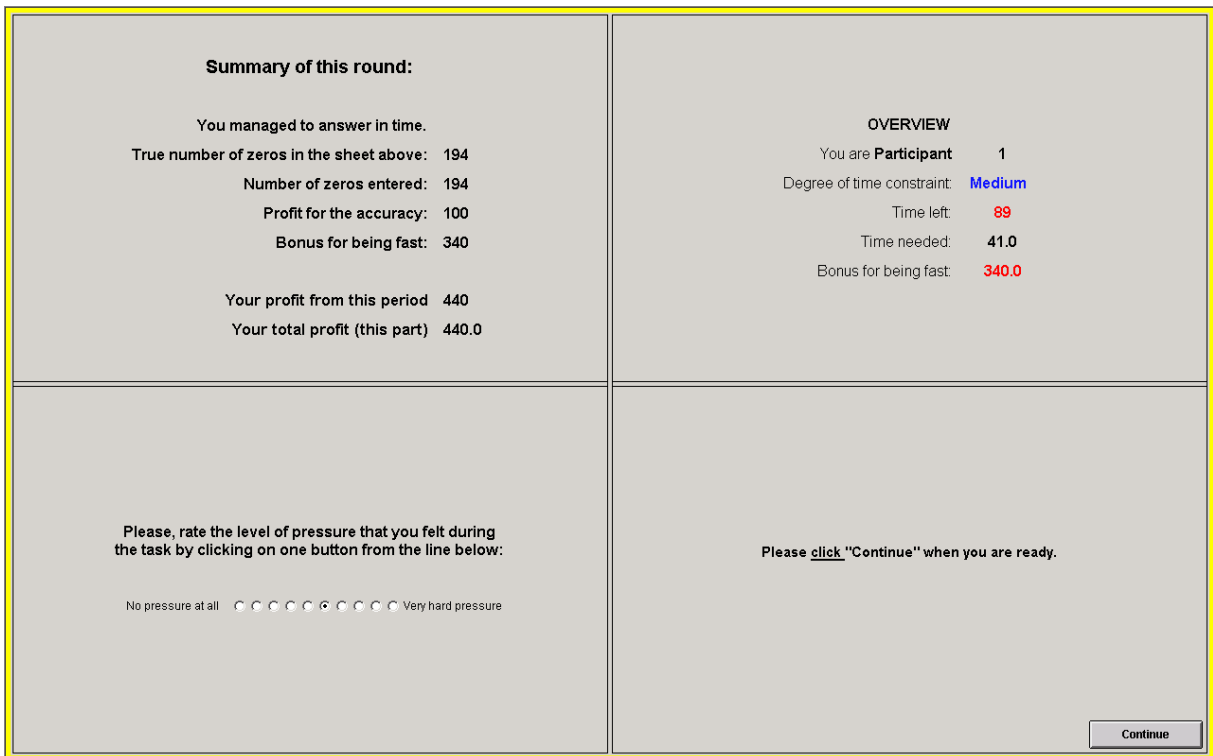 Summary of this round:
You managed to answer in time.
True number of zeros in the sheet above: 194
Number of zeros entered: 194
Profit for the accuracy: 100
Bonus for being fast: 340
Your profit from this period 440
Your total profit (this part) 440.0
OVERVIEW
You are Participant 1
Degree of time constraint: Medium
Time left: 89
Time needed: 41.0
Bonus for being fast: 340.0
Please, rate the level of pressure that you felt during
the task by clicking on one button from the line below:
No pressure at all Very hard pressure
Please click "Continue" when you are ready.
Continue